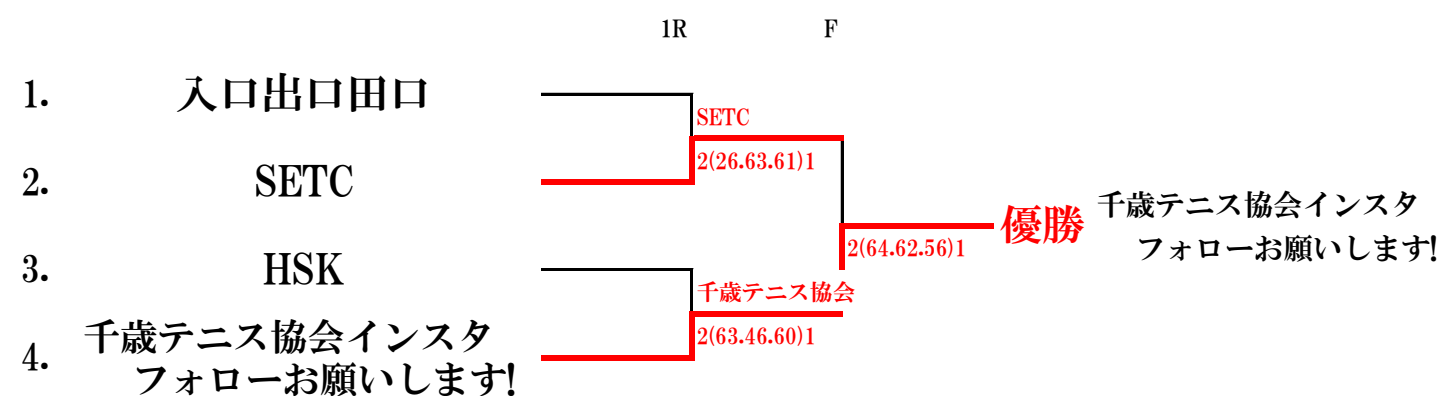 1R F
1. 入口出口田口
SETC
2(26.63.61)1
2. SETC
優勝 千歳テニス協会インスタ
フォローお願いします!
2(64.62.56)1
3. HSK
千歳テニス協会
2(63.46.60)1
4. 千歳テニス協会インスタ
フォローお願いします!